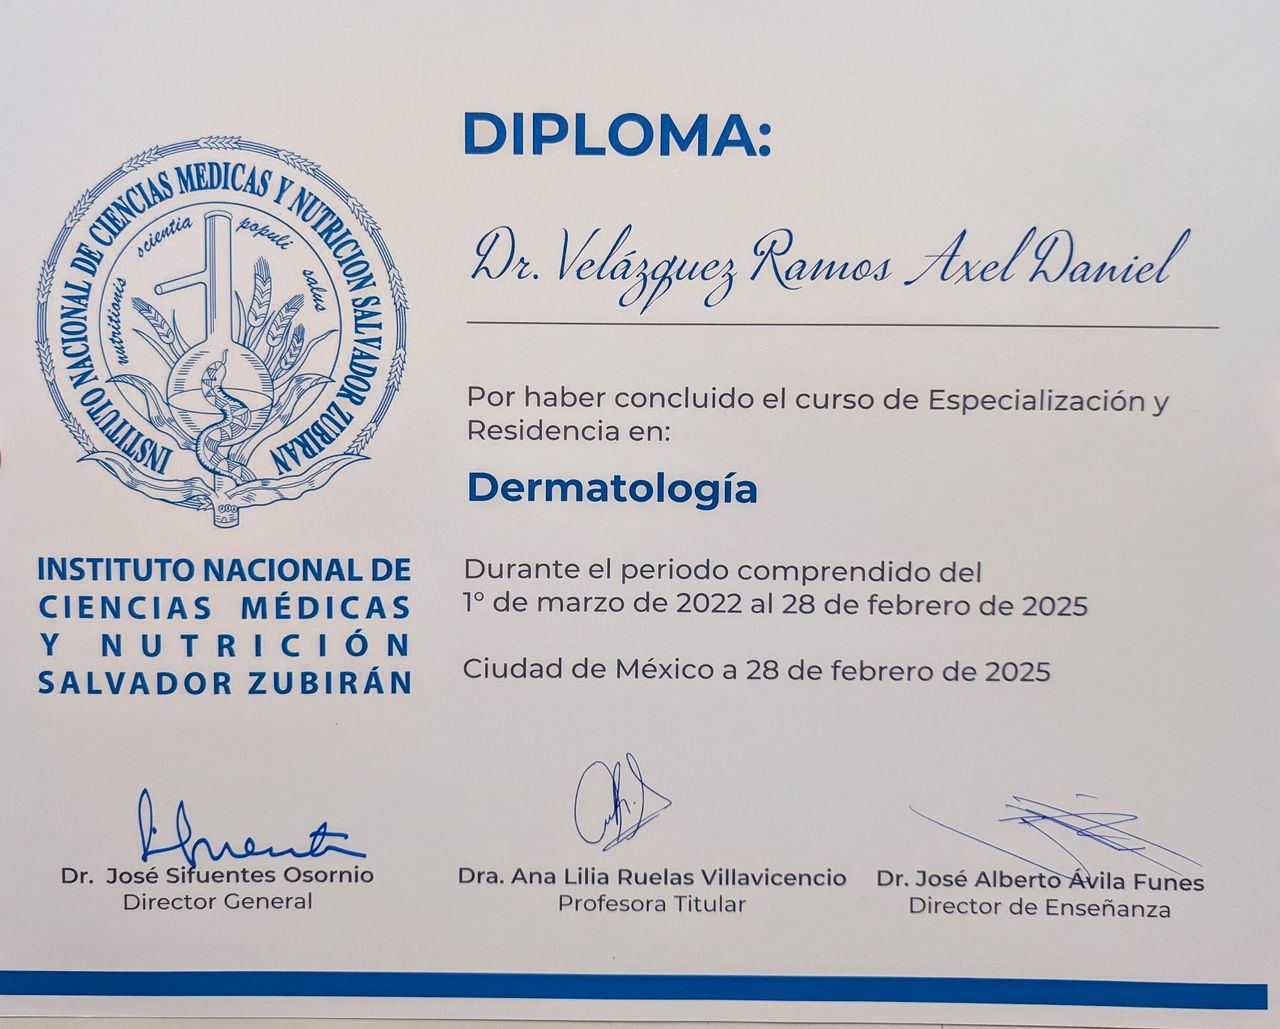 DIPLOMA:
INSTITUTO NACIONAL DE CIENCIAS MEDICAS Y NUTRICION SALVADOR ZUBIRAN
nutritionis scientia populi salus
Dr. Velázquez Ramos Axel Daniel
Por haber concluido el curso de Especialización y
Residencia en:
Dermatología
INSTITUTO NACIONAL DE
CIENCIAS MÉDICAS
Y NUTRICIÓN
SALVADOR ZUBIRÁN
Durante el periodo comprendido del
1º de marzo de 2022 al 28 de febrero de 2025
Ciudad de México a 28 de febrero de 2025
Dr. José Sifuentes Osornio
Director General
Dra. Ana Lilia Ruelas Villavicencio
Profesora Titular
Dr. José Alberto Ávila Funes
Director de Enseñanza